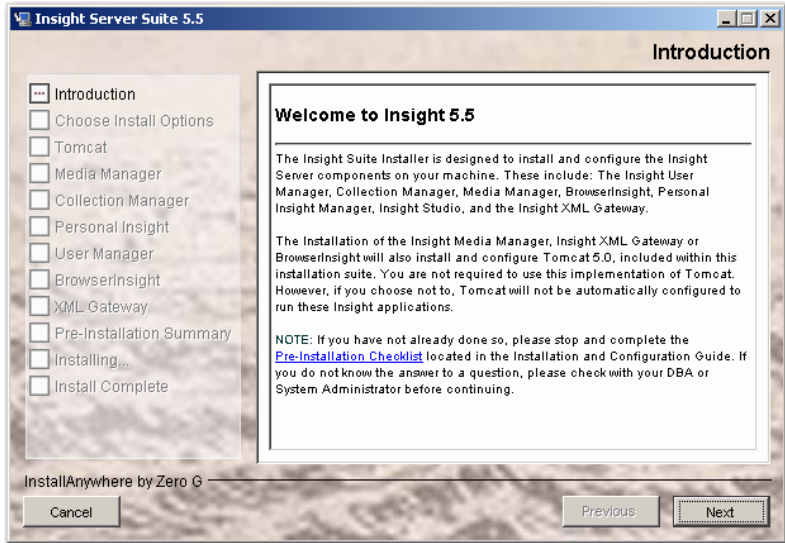 Insight Server Suite 5.5
Introduction
Introduction
Choose Install Options
Tomcat
Media Manager
Collection Manager
Personal Insight
User Manager
BrowserInsight
XML Gateway
Pre-Installation Summary
Installing...
Install Complete
Welcome to Insight 5.5
The Insight Suite Installer is designed to install and configure the Insight
Server components on your machine. These include: The Insight User
Manager, Collection Manager, Media Manager, BrowserInsight, Personal
Insight Manager, Insight Studio, and the Insight XML Gateway.
The Installation of the Insight Media Manager, Insight XML Gateway or
BrowserInsight will also install and configure Tomcat 5.0, included within this
installation suite. You are not required to use this implementation of Tomcat.
However, if you choose not to, Tomcat will not be automatically configured to
run these Insight applications.
NOTE: If you have not already done so, please stop and complete the
Pre-Installation Checklist located in the Installation and Configuration Guide. If
you do not know the answer to a question, please check with your DBA or
System Administrator before continuing.
InstallAnywhere by Zero G
Cancel
Previous
Next